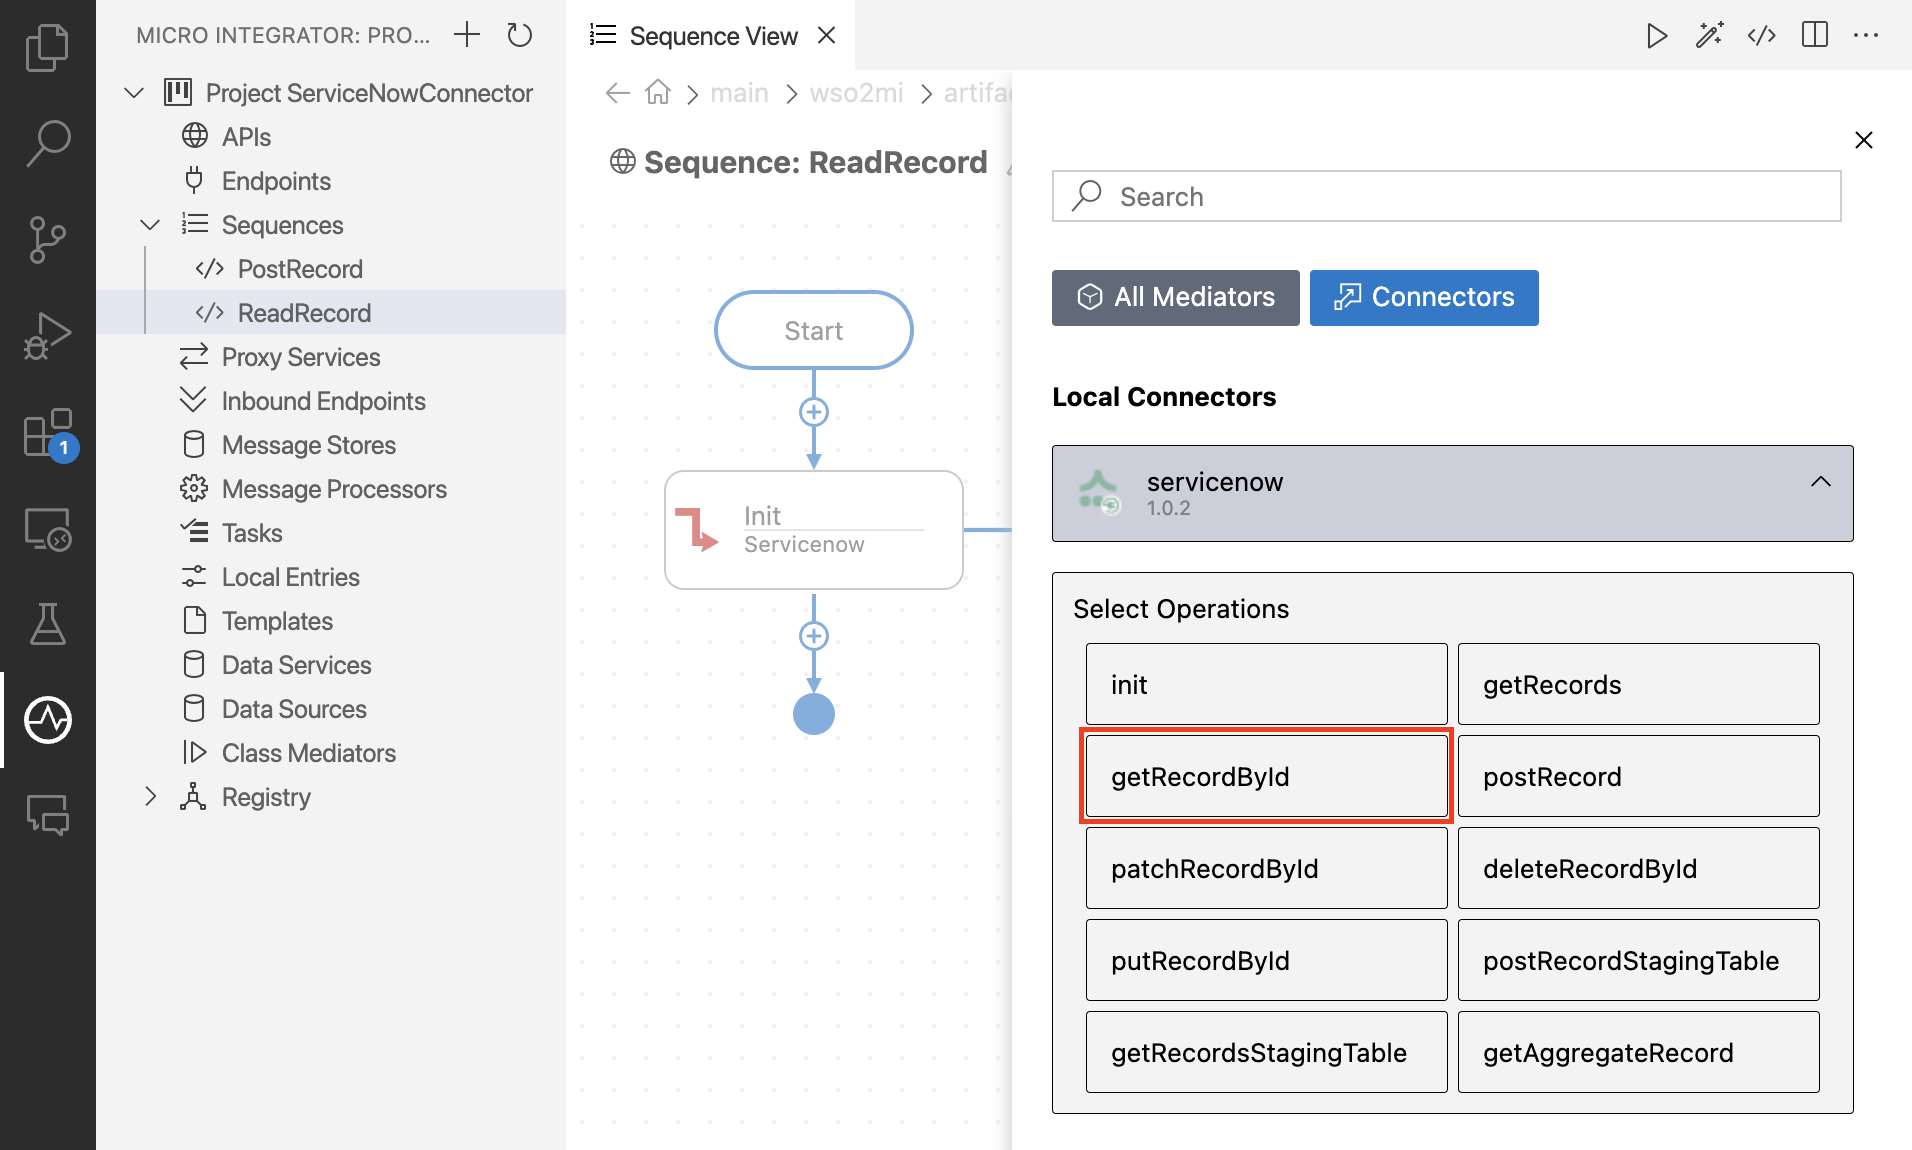 MICRO INTEGRATOR: PRO...
Project ServiceNowConnector
APIs
Endpoints
Sequences
PostRecord
ReadRecord
Proxy Services
Inbound Endpoints
Message Stores
Message Processors
Tasks
Local Entries
Templates
Data Services
Data Sources
Class Mediators
Registry
1
Sequence View
main
wso2mi
artifac
Sequence: ReadRecord
Start
Init
Servicenow
Search
All Mediators
Connectors
Local Connectors
servicenow
1.0.2
Select Operations
init
getRecords
getRecordById
postRecord
patchRecordById
deleteRecordById
putRecordById
postRecordStagingTable
getRecordsStagingTable
getAggregateRecord